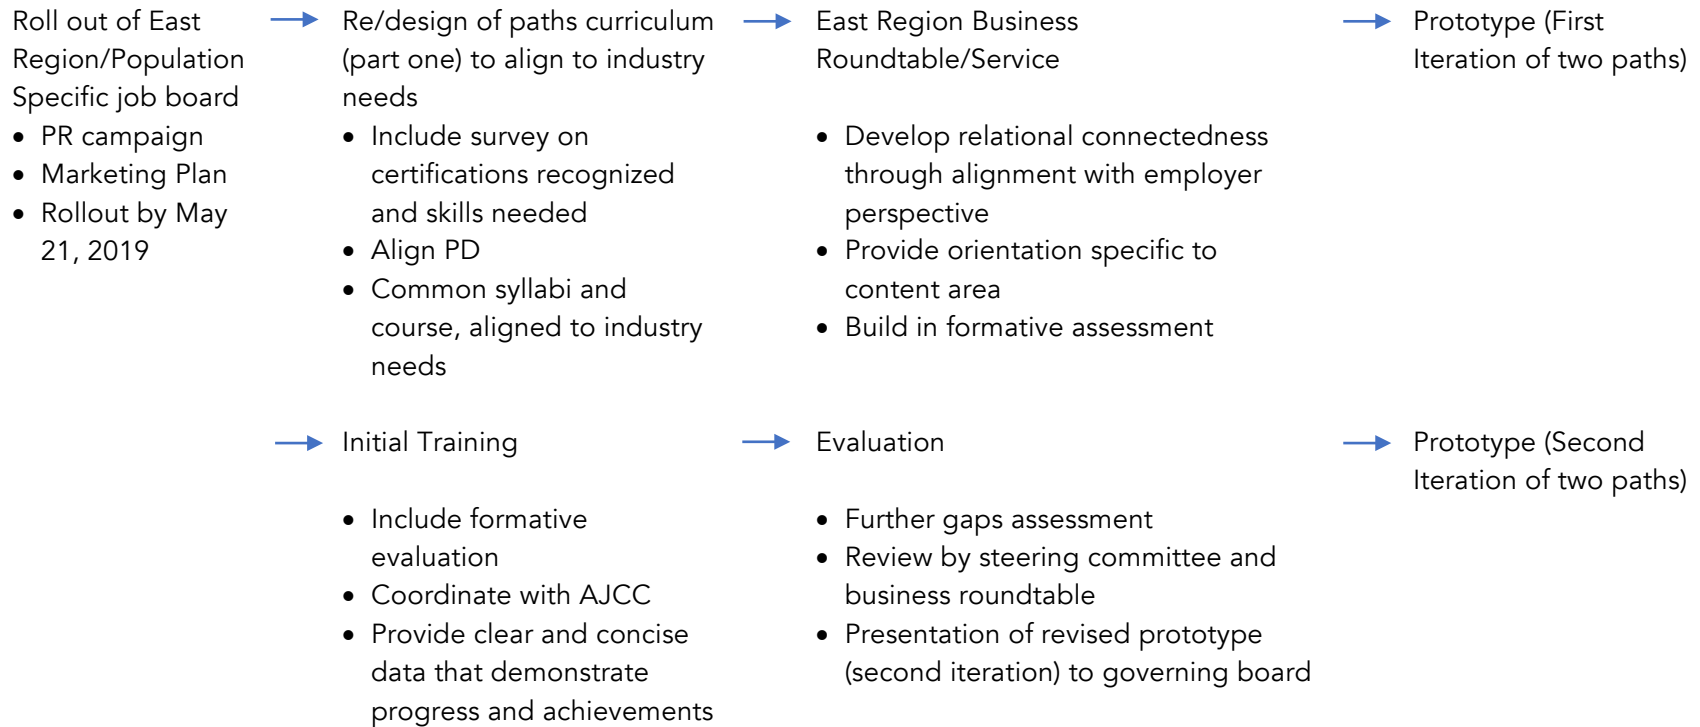 Roll out of East
Region/Population
Specific job board
• PR campaign
• Marketing Plan
• Rollout by May
21, 2019
Re/design of paths curriculum
(part one) to align to industry
needs
• Include survey on
certifications recognized
and skills needed
• Align PD
• Common syllabi and
course, aligned to industry
needs
East Region Business
Roundtable/Service
• Develop relational connectedness
through alignment with employer
perspective
• Provide orientation specific to
content area
• Build in formative assessment
Prototype (First
Iteration of two paths)
Initial Training
• Include formative
evaluation
• Coordinate with AJCC
• Provide clear and concise
data that demonstrate
progress and achievements
Evaluation
• Further gaps assessment
• Review by steering committee and
business roundtable
• Presentation of revised prototype
(second iteration) to governing board
Prototype (Second
Iteration of two paths)